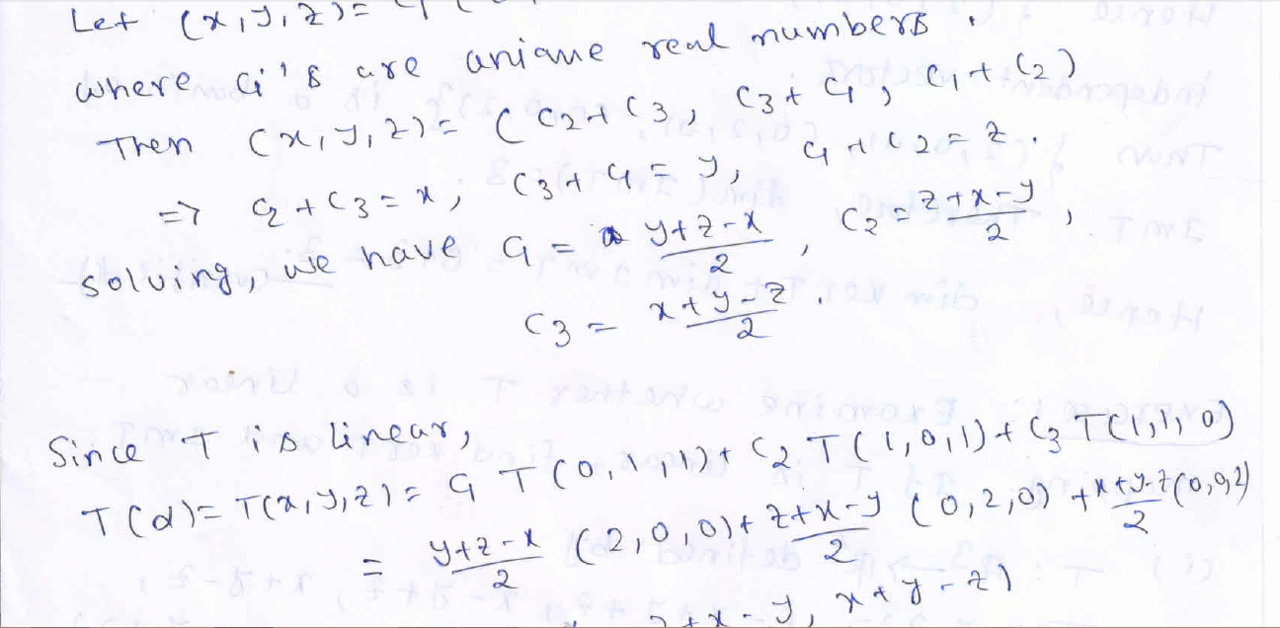 Let (x, y, z) = c₁ (
where cᵢ's are unique real numbers.
Then (x, y, z) = (c₂ + c₃, c₃ + c₁, c₁ + c₂)
=> c₂ + c₃ = x, c₃ + c₁ = y, c₁ + c₂ = z.
solving, we have c₁ = (y+z-x)/2, c₂ = (z+x-y)/2,
c₃ = (x+y-z)/2.
Since T is linear,
T(α) = T(x, y, z) = c₁ T(0, 1, 1) + c₂ T(1, 0, 1) + c₃ T(1, 1, 0)
= (y+z-x)/2 (2, 0, 0) + (z+x-y)/2 (0, 2, 0) + (x+y-z)/2 (0, 0, 2)
z+x-y, x+y-z)